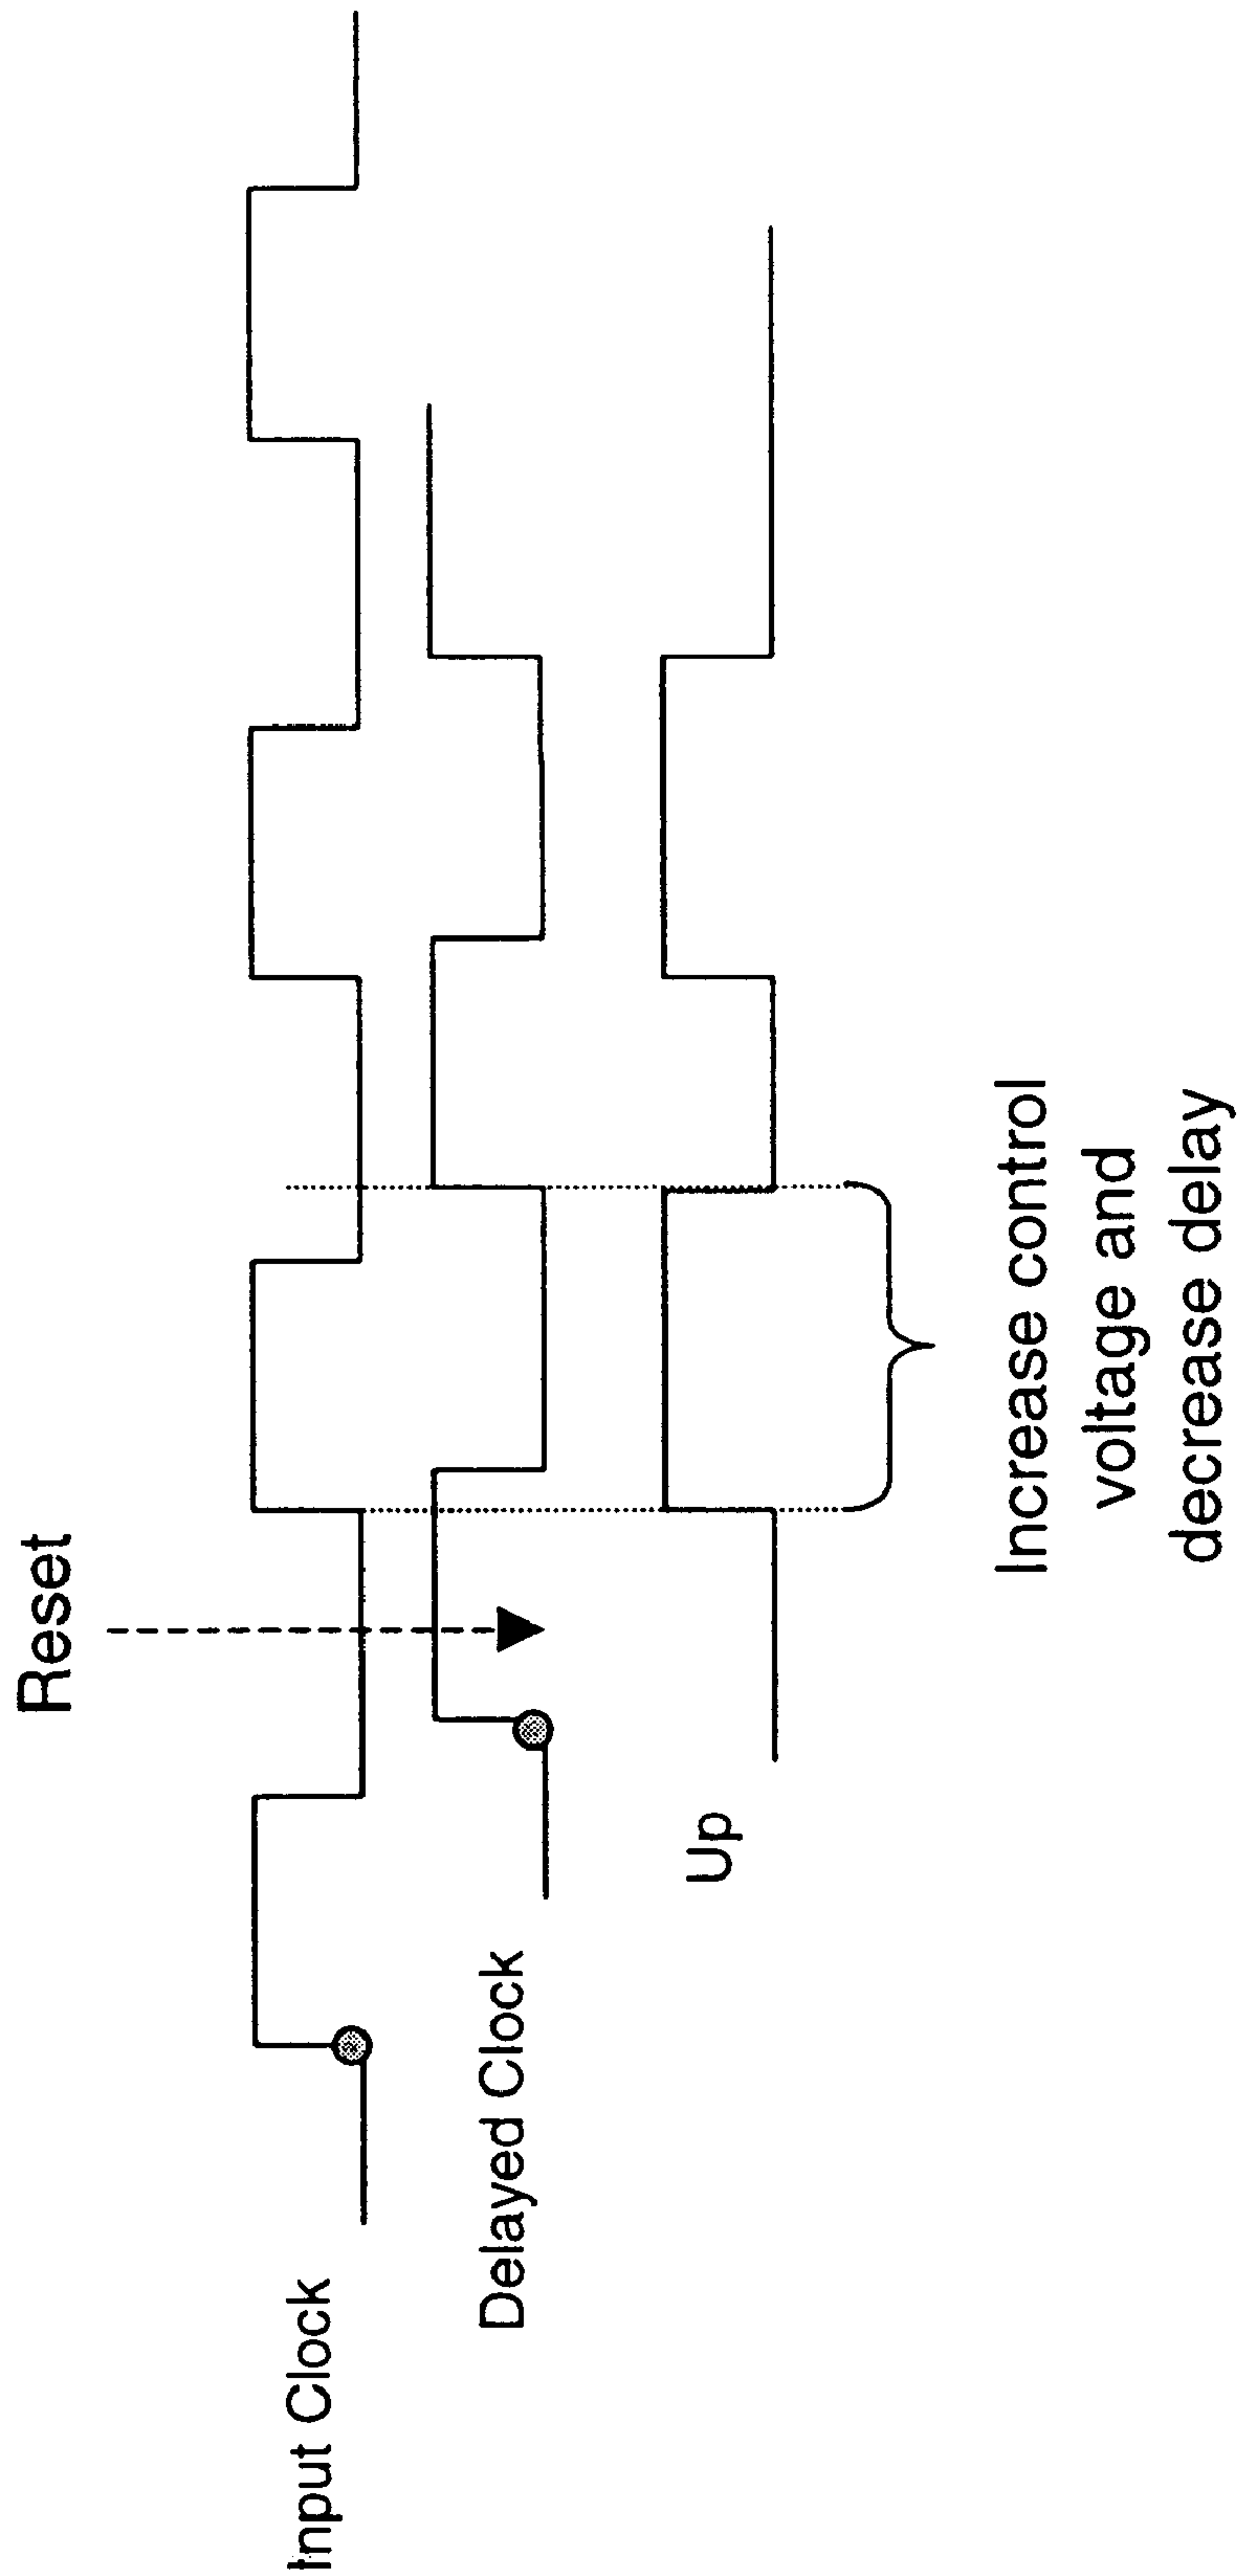 Reset
Input Clock
Delayed Clock
Up
Increase control
voltage and
decrease delay